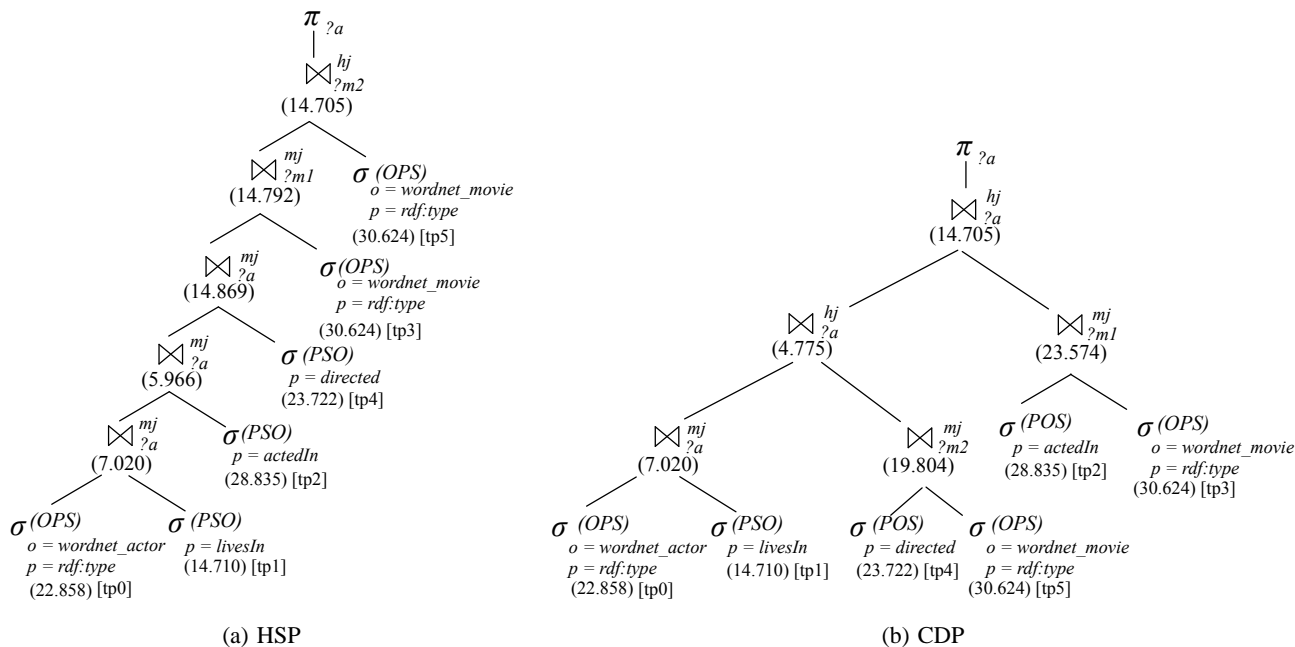 π ?a
⋈ hj ?m2
(14.705)
⋈ mj ?m1
(14.792)
σ (OPS)
o = wordnet_movie
p = rdf:type
(30.624) [tp5]
⋈ mj ?a
(14.869)
σ (OPS)
o = wordnet_movie
p = rdf:type
(30.624) [tp3]
⋈ mj ?a
(5.966)
σ (PSO)
p = directed
(23.722) [tp4]
⋈ mj ?a
(7.020)
σ (PSO)
p = actedIn
(28.835) [tp2]
σ (OPS)
o = wordnet_actor
p = rdf:type
(22.858) [tp0]
σ (PSO)
p = livesIn
(14.710) [tp1]
(a) HSP
π ?a
⋈ hj ?a
(14.705)
⋈ hj ?a
(4.775)
⋈ mj ?m1
(23.574)
⋈ mj ?a
(7.020)
⋈ mj ?m2
(19.804)
σ (POS)
p = actedIn
(28.835) [tp2]
σ (OPS)
o = wordnet_movie
p = rdf:type
(30.624) [tp3]
σ (OPS)
o = wordnet_actor
p = rdf:type
(22.858) [tp0]
σ (PSO)
p = livesIn
(14.710) [tp1]
σ (POS)
p = directed
(23.722) [tp4]
σ (OPS)
o = wordnet_movie
p = rdf:type
(30.624) [tp5]
(b) CDP